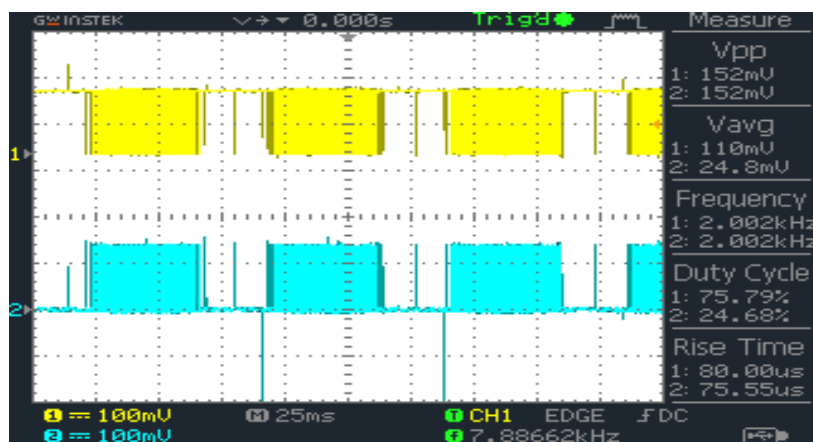 GW INSTEK 0.000s Trig'd Measure
Vpp
1: 152mV
2: 152mV
Vavg
1: 110mV
2: 24.8mV
Frequency
1: 2.002kHz
2: 2.002kHz
Duty Cycle
1: 75.79%
2: 24.68%
Rise Time
1: 80.00us
2: 75.55us
1
2
1 100mV M 25ms T CH1 EDGE DC
2 100mV F 7.88662kHz